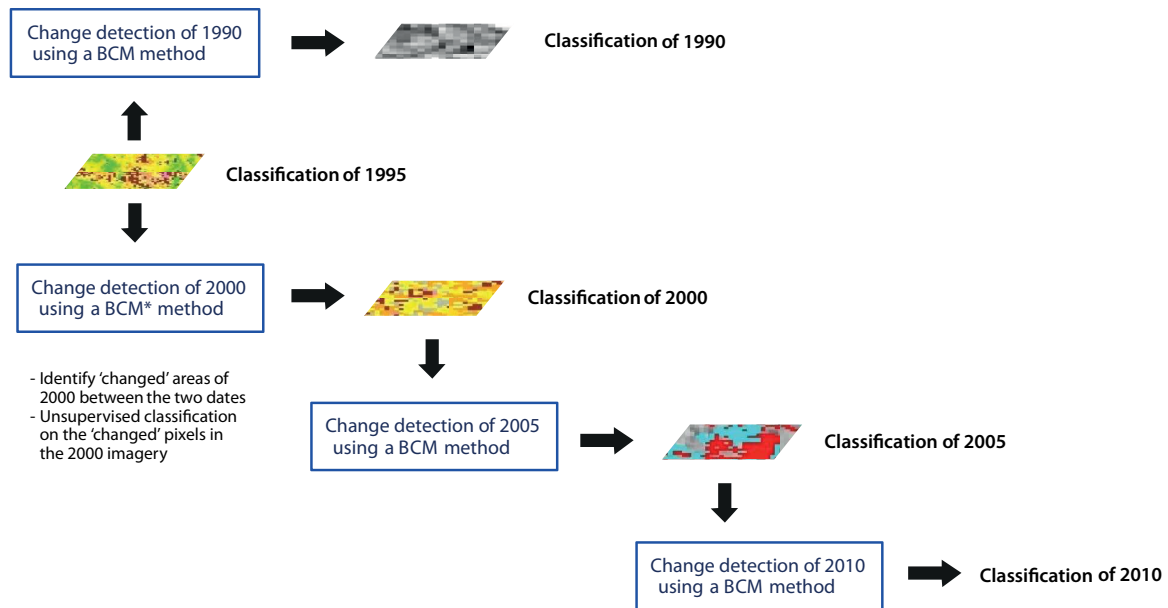 Change detection of 1990
using a BCM method
Classification of 1990
Classification of 1995
Change detection of 2000
using a BCM* method
Classification of 2000
- Identify ‘changed’ areas of
2000 between the two dates
- Unsupervised classification
on the ‘changed’ pixels in
the 2000 imagery
Change detection of 2005
using a BCM method
Classification of 2005
Change detection of 2010
using a BCM method
Classification of 2010